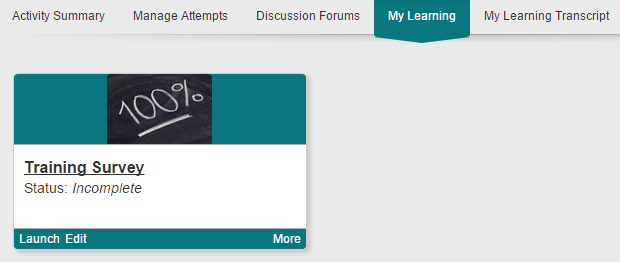 Activity Summary Manage Attempts Discussion Forums My Learning My Learning Transcript
100%
Training Survey
Status: Incomplete
Launch Edit More